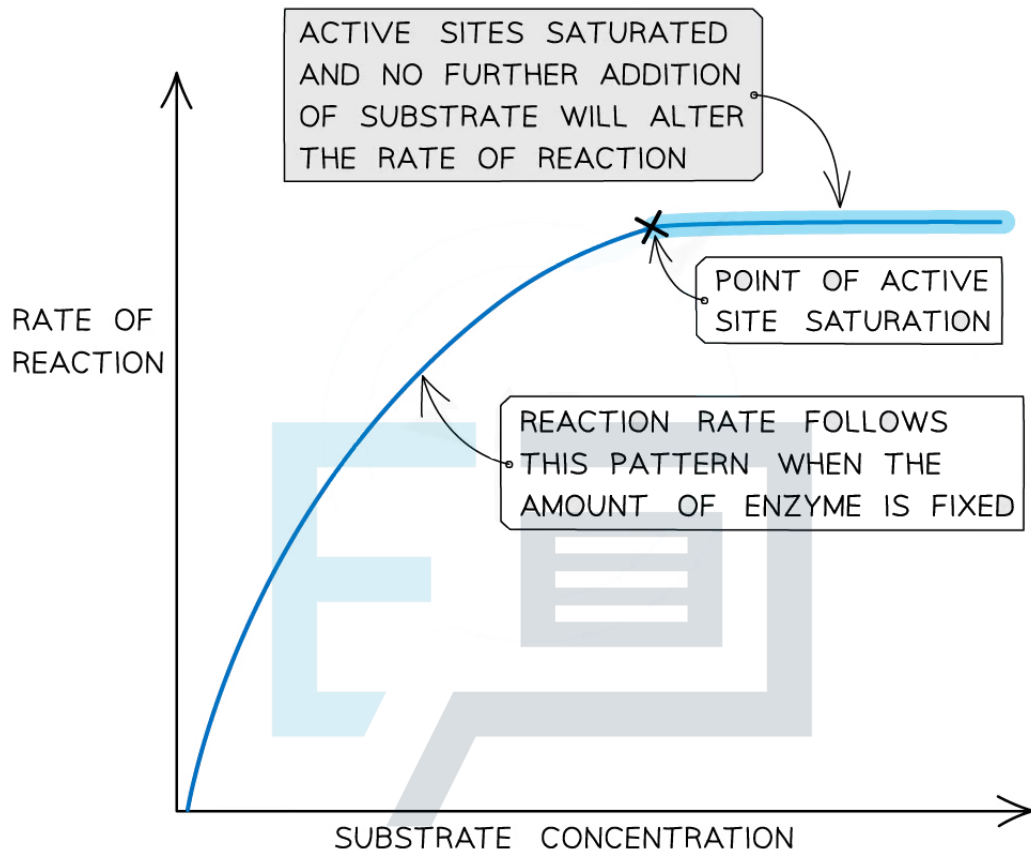 ACTIVE SITES SATURATED
AND NO FURTHER ADDITION
OF SUBSTRATE WILL ALTER
THE RATE OF REACTION
RATE OF
REACTION
POINT OF ACTIVE
SITE SATURATION
REACTION RATE FOLLOWS
THIS PATTERN WHEN THE
AMOUNT OF ENZYME IS FIXED
SUBSTRATE CONCENTRATION